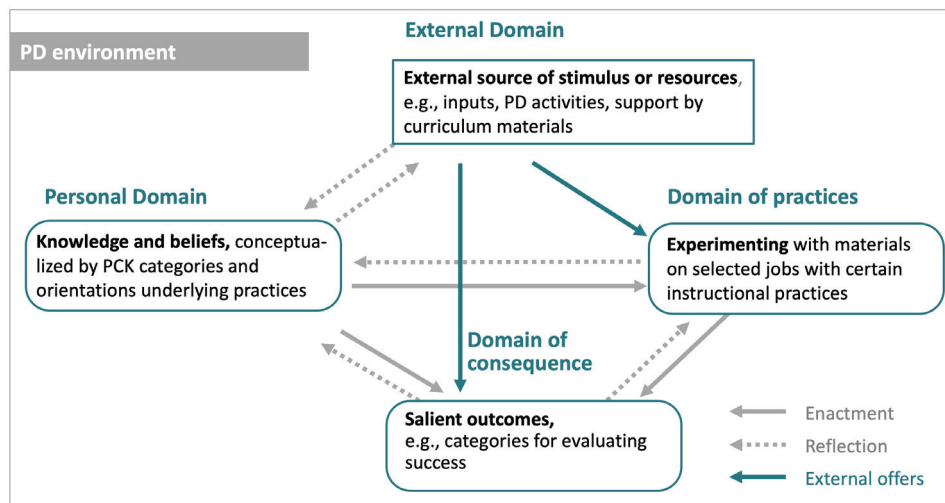 External Domain
PD environment
External source of stimulus or resources,
e.g., inputs, PD activities, support by
curriculum materials
Personal Domain
Domain of practices
Knowledge and beliefs, conceptua-
lized by PCK categories and
orientations underlying practices
Experimenting with materials
on selected jobs with certain
instructional practices
Domain of
consequence
Salient outcomes,
e.g., categories for evaluating
success
Enactment
Reflection
External offers